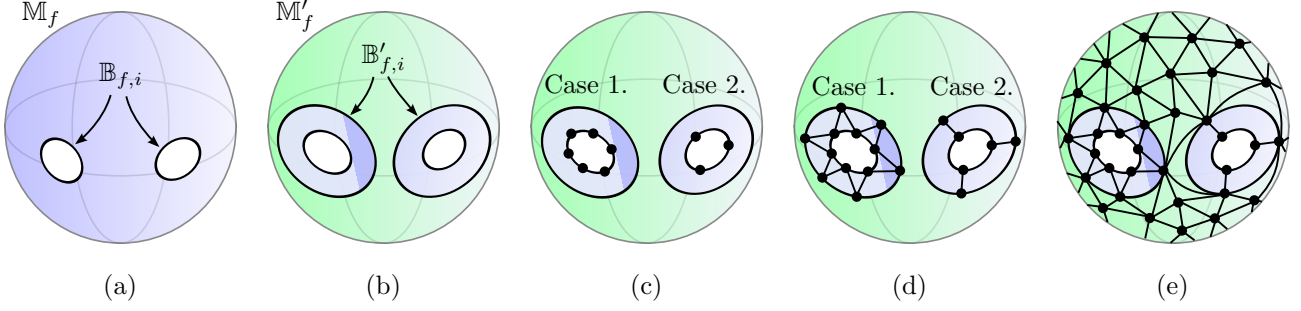 𝕄_f
𝔹_{f,i}
(a)
𝕄′_f
𝔹′_{f,i}
(b)
Case 1. Case 2.
(c)
Case 1. Case 2.
(d)
(e)